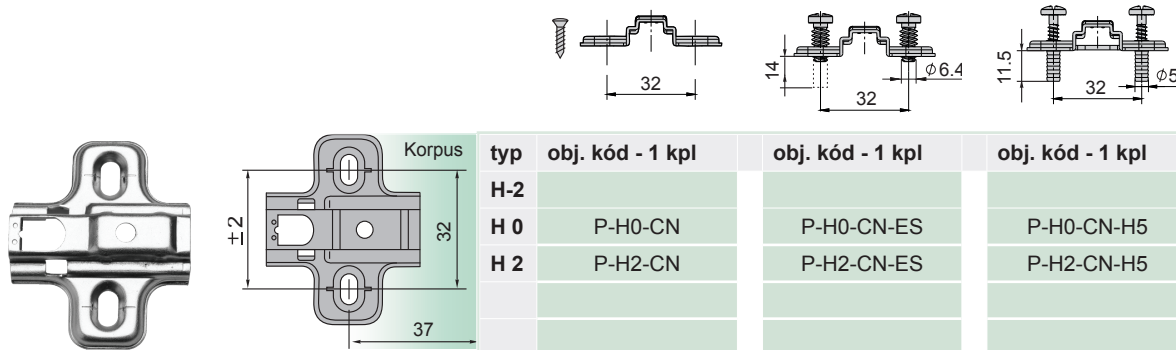 32
14
32
ϕ6.4
11.5
32
ϕ5
Korpus
±2
32
37
typ obj. kód - 1 kpl obj. kód - 1 kpl obj. kód - 1 kpl
H-2
H 0 P-H0-CN P-H0-CN-ES P-H0-CN-H5
H 2 P-H2-CN P-H2-CN-ES P-H2-CN-H5